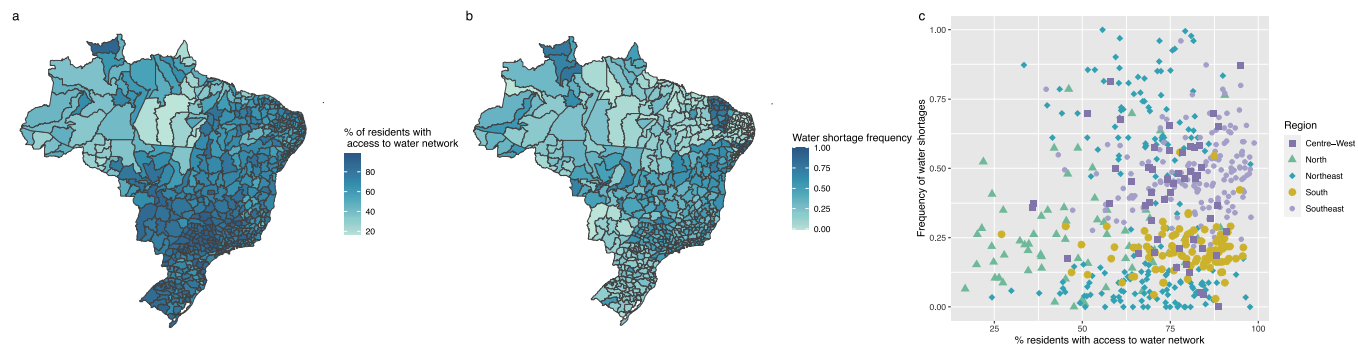 a
% of residents with
access to water network
80
60
40
20
b
Water shortage frequency
1.00
0.75
0.50
0.25
0.00
c
Frequency of water shortages
1.00
0.75
0.50
0.25
0.00
25
50
75
100
% residents with access to water network
Region
Centre−West
North
Northeast
South
Southeast